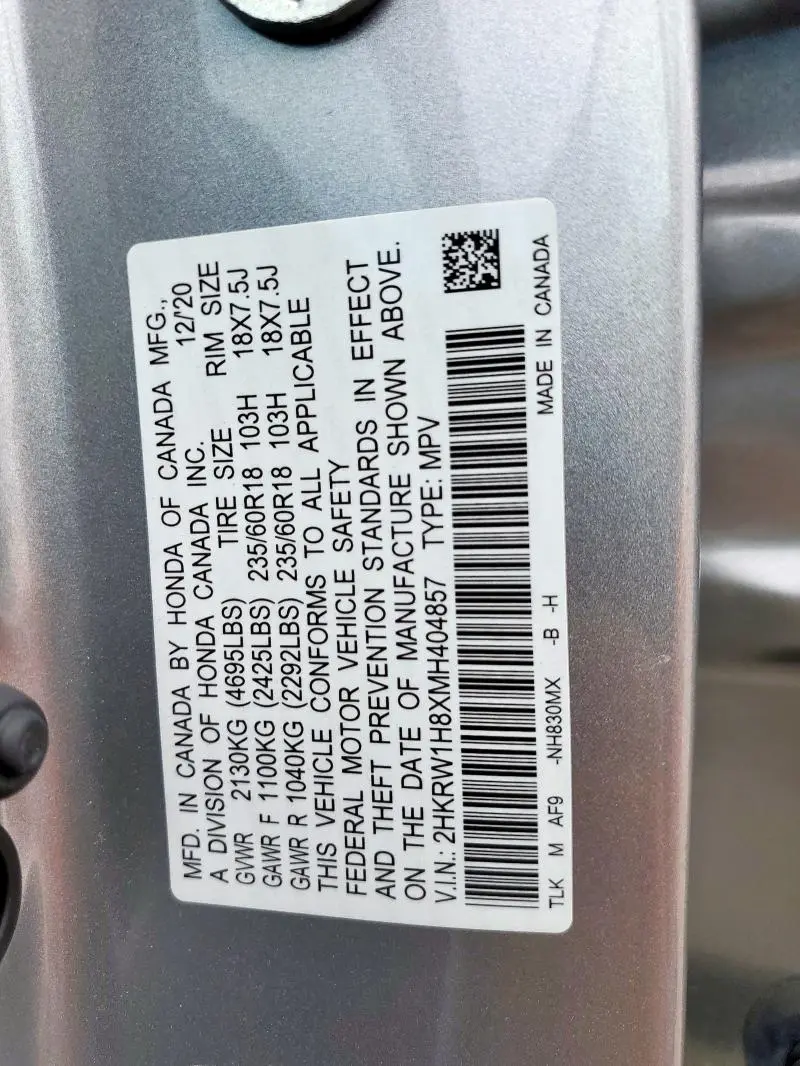 MFD. IN CANADA BY HONDA OF CANADA MFG.,
A DIVISION OF HONDA CANADA INC. 12/'20
GVWR 2130KG (4695LBS) TIRE SIZE RIM SIZE
GAWR F 1100KG (2425LBS) 235/60R18 103H 18X7.5J
GAWR R 1040KG (2292LBS) 235/60R18 103H 18X7.5J
THIS VEHICLE CONFORMS TO ALL APPLICABLE
FEDERAL MOTOR VEHICLE SAFETY
AND THEFT PREVENTION STANDARDS IN EFFECT
ON THE DATE OF MANUFACTURE SHOWN ABOVE.
V.I.N.: 2HKRW1H8XMH404857 TYPE: MPV
TLK M AF9 -NH830MX -B -H MADE IN CANADA